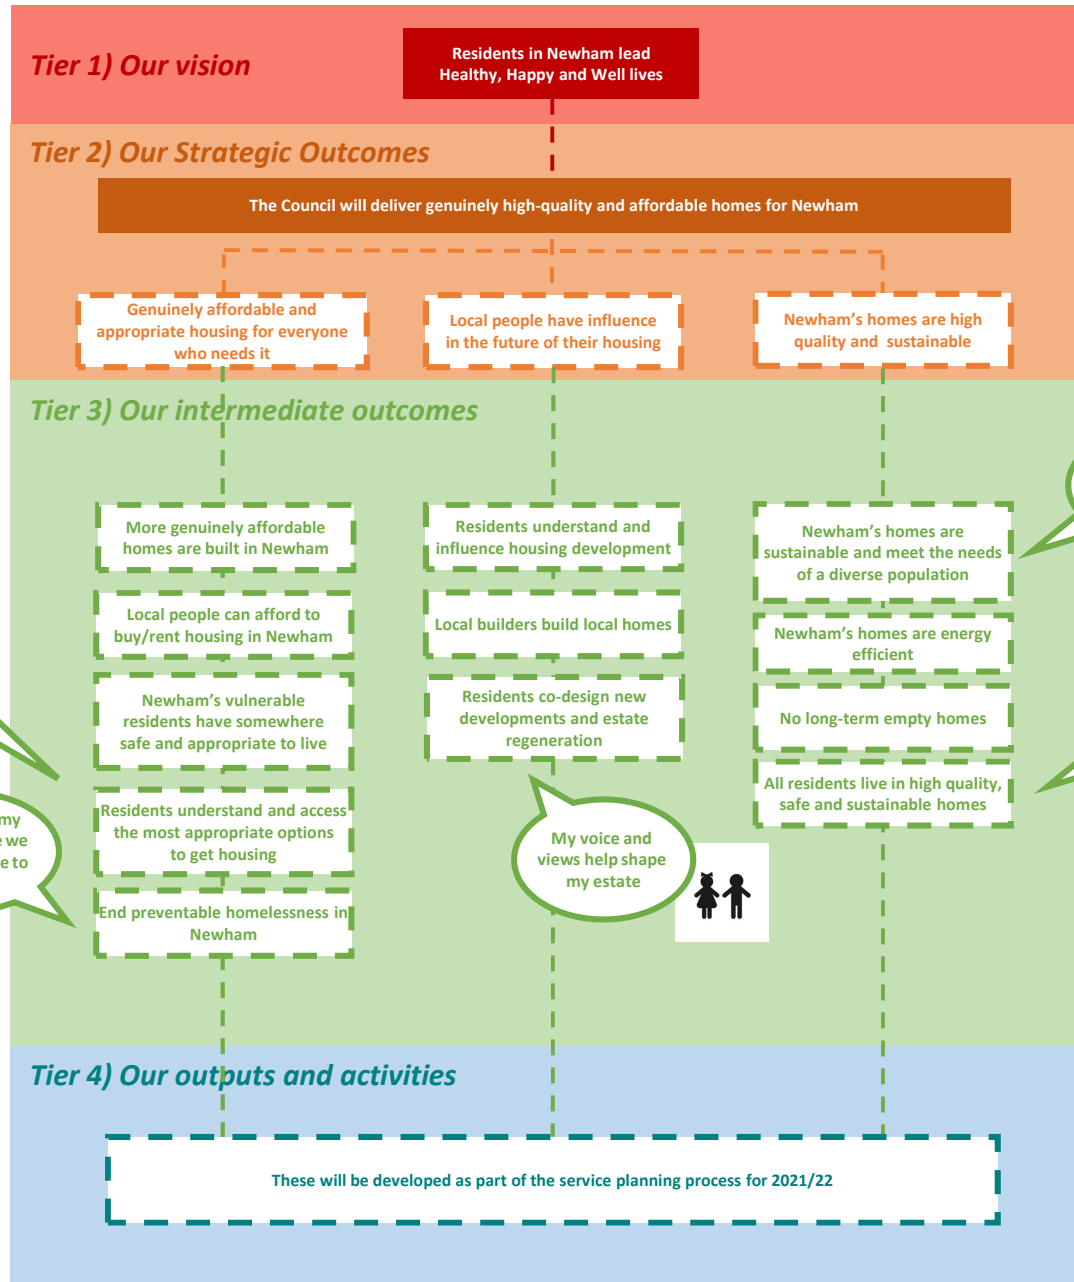 Tier 1) Our vision
Residents in Newham lead
Healthy, Happy and Well lives
Tier 2) Our Strategic Outcomes
The Council will deliver genuinely high-quality and affordable homes for Newham
Genuinely affordable and
appropriate housing for everyone
who needs it
Local people have influence
in the future of their housing
Newham's homes are high
quality and sustainable
Tier 3) Our intermediate outcomes
More genuinely affordable
homes are built in Newham
Local people can afford to
buy/rent housing in Newham
Newham's vulnerable
residents have somewhere
safe and appropriate to live
Residents understand and access
the most appropriate options
to get housing
End preventable homelessness in
Newham
my
we
e to
Residents understand and
influence housing development
Local builders build local homes
Residents co-design new
developments and estate
regeneration
My voice and
views help shape
my estate
Newham's homes are
sustainable and meet the needs
of a diverse population
Newham's homes are energy
efficient
No long-term empty homes
All residents live in high quality,
safe and sustainable homes
Tier 4) Our outputs and activities
These will be developed as part of the service planning process for 2021/22